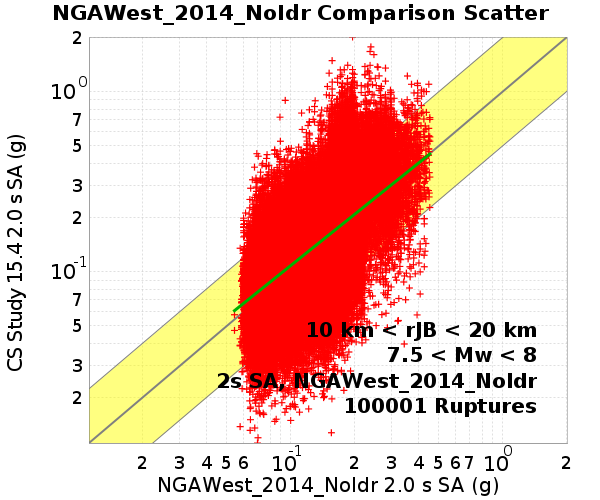 NGAWest_2014_NoIdr Comparison Scatter
2
10^0
7
5
3
2
10^-1
7
5
3
2
CS Study 15.4 2.0 s SA (g)
10 km < rJB < 20 km
7.5 < Mw < 8
2s SA, NGAWest_2014_NoIdr
100001 Ruptures
2 3 4 5 6 10^-1 2 3 4 5 6 7 10^0 2
NGAWest_2014_NoIdr 2.0 s SA (g)